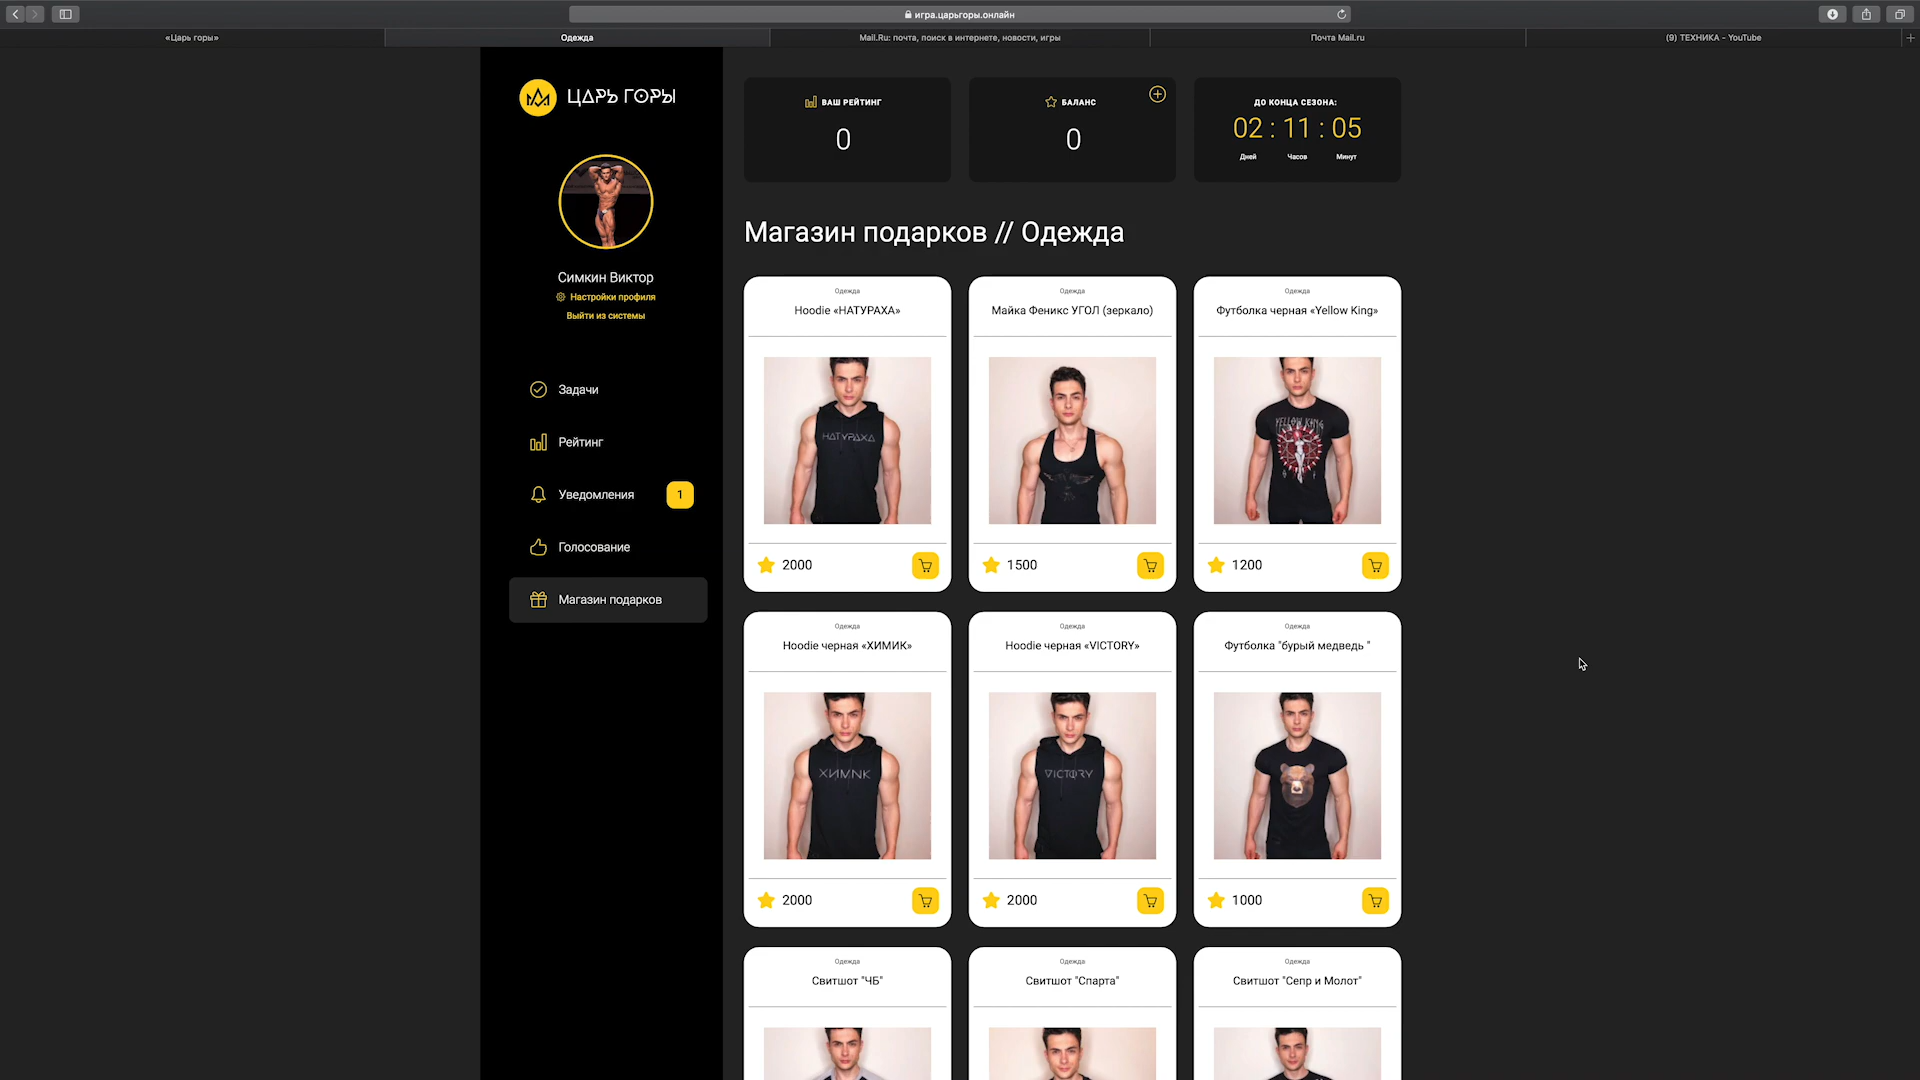 игра.царьгоры.онлайн
«Царь горы»
Одежда
Mail.Ru: почта, поиск в интернете, новости, игры
Почта Mail.ru
(9) ТЕХНИКА - YouTube
ЦАРЬ ГОРЫ
Симкин Виктор
Настройки профиля
Выйти из системы
Задачи
Рейтинг
Уведомления
1
Голосование
Магазин подарков
ВАШ РЕЙТИНГ
0
БАЛАНС
0
ДО КОНЦА СЕЗОНА:
02 : 11 : 05
Дней Часов Минут
Магазин подарков // Одежда
Одежда
Hoodie «НАТУРАХА»
НАТУРАХА
2000
Одежда
Майка Феникс УГОЛ (зеркало)
1500
Одежда
Футболка черная «Yellow King»
YELLOW KING
1200
Одежда
Hoodie черная «ХИМИК»
ХИМИК
2000
Одежда
Hoodie черная «VICTORY»
VICTORY
2000
Одежда
Футболка "бурый медведь "
1000
Одежда
Свитшот "ЧБ"
Одежда
Свитшот "Спарта"
Одежда
Свитшот "Сепр и Молот"